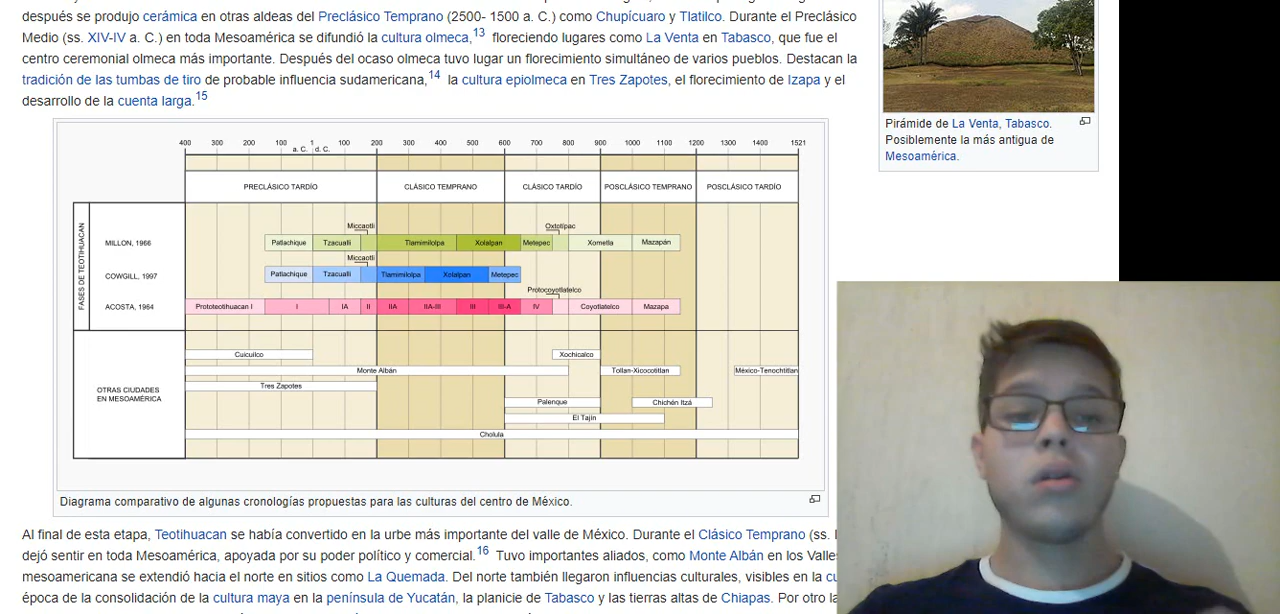 después se produjo cerámica en otras aldeas del Preclásico Temprano (2500- 1500 a. C.) como Chupícuaro y Tlatilco. Durante el Preclásico
Medio (ss. XIV-IV a. C.) en toda Mesoamérica se difundió la cultura olmeca,13 floreciendo lugares como La Venta en Tabasco, que fue el
centro ceremonial olmeca más importante. Después del ocaso olmeca tuvo lugar un florecimiento simultáneo de varios pueblos. Destacan la
tradición de las tumbas de tiro de probable influencia sudamericana,14 la cultura epiolmeca en Tres Zapotes, el florecimiento de Izapa y el
desarrollo de la cuenta larga.15
Pirámide de La Venta, Tabasco.
Posiblemente la más antigua de
Mesoamérica.
400 300 200 100 1 100 200 300 400 500 600 700 800 900 1000 1100 1200 1300 1400 1521
a. C. d. C.
PRECLÁSICO TARDÍO CLÁSICO TEMPRANO CLÁSICO TARDÍO POSCLÁSICO TEMPRANO POSCLÁSICO TARDÍO
FASES DE TEOTIHUACAN
Miccaotli Oxtotipac
MILLON, 1966 Patlachique Tzacualli Tlamimilolpa Xolalpan Metepec Xometla Mazapán
Miccaotli
COWGILL, 1997 Patlachique Tzacualli Tlamimilolpa Xolalpan Metepec
Protocoyotlatelco
ACOSTA, 1964 Prototeotihuacan I I IA II IIA IIA-III III III-A IV Coyotlatelco Mazapa
Cuicuilco Xochicalco
Monte Albán Tollan-Xicocotitlan México-Tenochtitlan
Tres Zapotes
OTRAS CIUDADES
EN MESOAMÉRICA
Palenque Chichén Itzá
El Tajín
Cholula
Diagrama comparativo de algunas cronologías propuestas para las culturas del centro de México.
Al final de esta etapa, Teotihuacan se había convertido en la urbe más importante del valle de México. Durante el Clásico Temprano (ss.
dejó sentir en toda Mesoamérica, apoyada por su poder político y comercial.16 Tuvo importantes aliados, como Monte Albán en los Valles
mesoamericana se extendió hacia el norte en sitios como La Quemada. Del norte también llegaron influencias culturales, visibles en la
época de la consolidación de la cultura maya en la península de Yucatán, la planicie de Tabasco y las tierras altas de Chiapas. Por otro